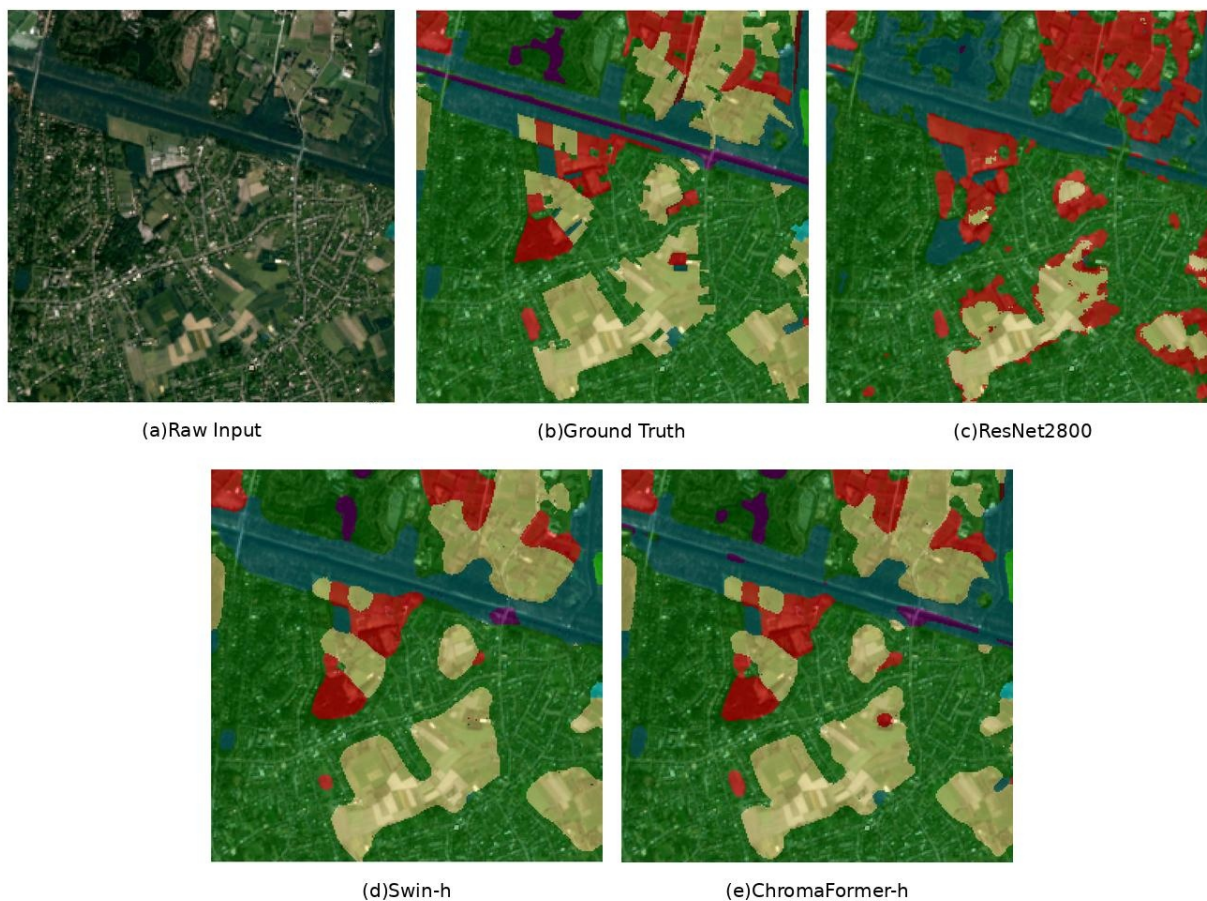 (a)Raw Input
(b)Ground Truth
(c)ResNet2800
(d)Swin-h
(e)ChromaFormer-h